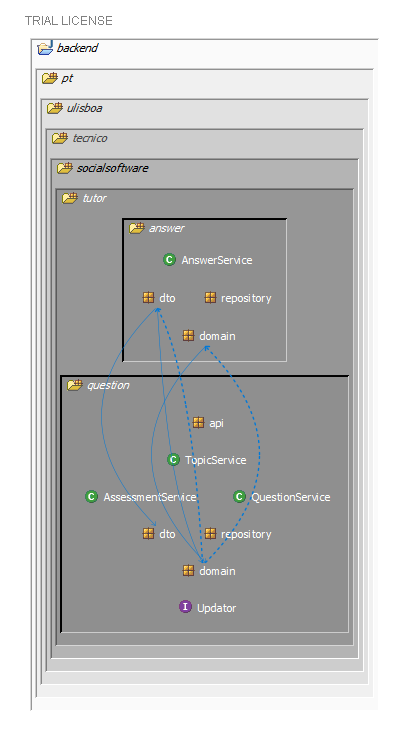 TRIAL LICENSE
backend
pt
ulisboa
tecnico
socialsoftware
tutor
answer
C AnswerService
dto repository
domain
question
api
C TopicService
C AssessmentService C QuestionService
dto repository
domain
I Updator